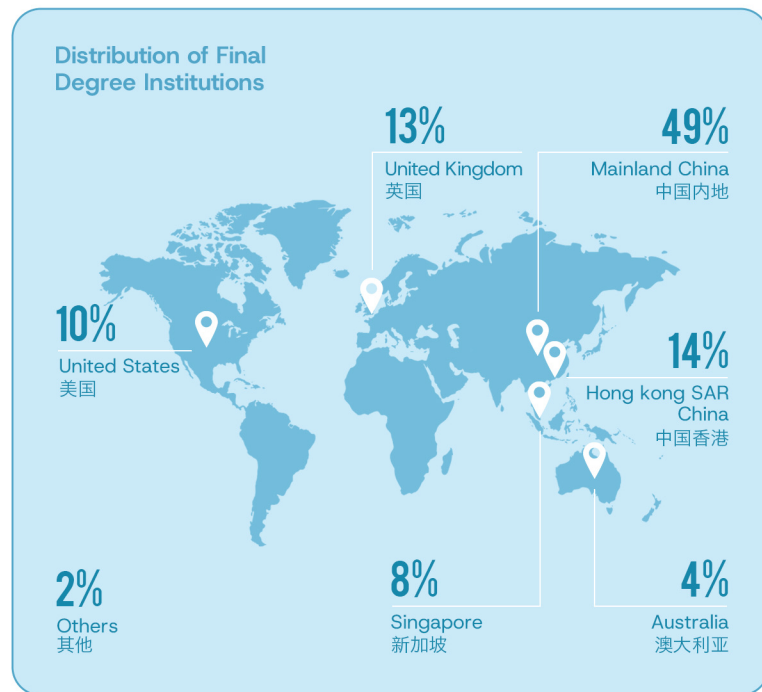 Distribution of Final
Degree Institutions
13%
United Kingdom
英国
49%
Mainland China
中国内地
10%
United States
美国
14%
Hong kong SAR
China
中国香港
2%
Others
其他
8%
Singapore
新加坡
4%
Australia
澳大利亚